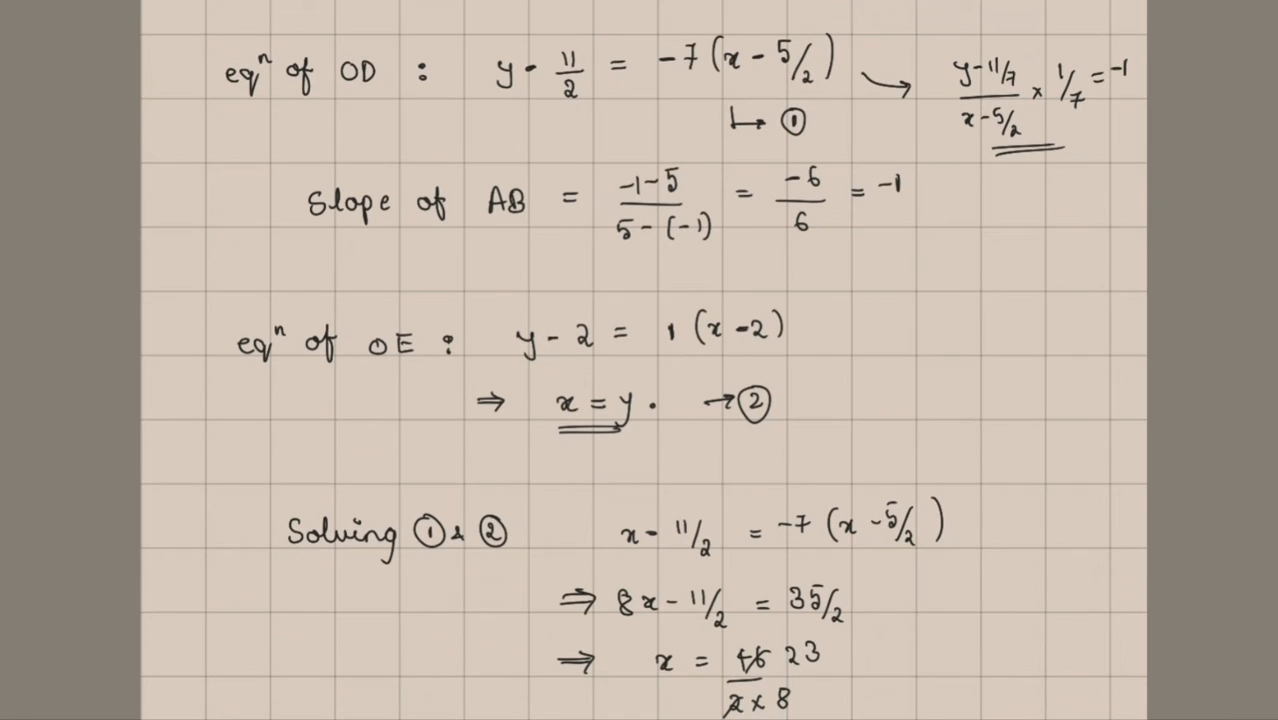 eqⁿ of OD : y - 11/2 = -7 (x - 5/2) → (y - 11/7)/(x - 5/2) × 1/7 = -1
↳ ①
Slope of AB = (-1-5)/(5-(-1)) = -6/6 = -1
eqⁿ of OE : y - 2 = 1 (x - 2)
⇒ x = y . → ②
Solving ① & ② x - 11/2 = -7 (x - 5/2)
⇒ 8x - 11/2 = 35/2
⇒ x = 46 23 / 2 × 8